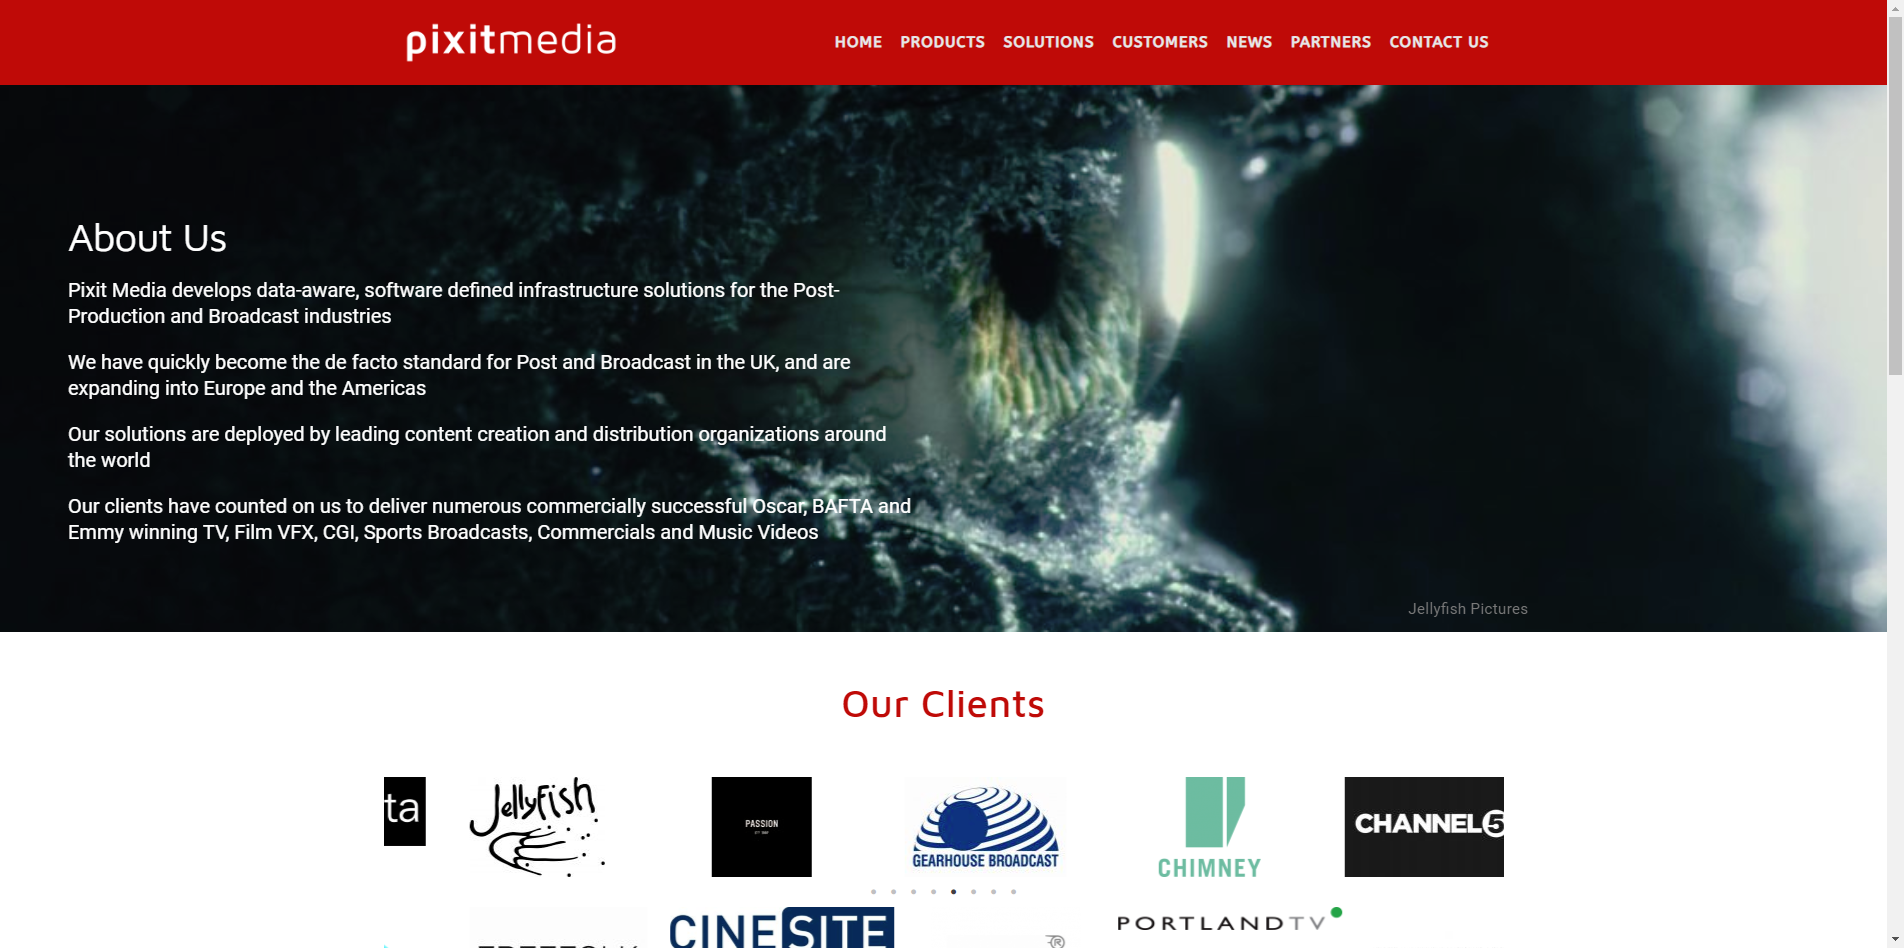 pixitmedia
HOME PRODUCTS SOLUTIONS CUSTOMERS NEWS PARTNERS CONTACT US
About Us
Pixit Media develops data-aware, software defined infrastructure solutions for the Post-
Production and Broadcast industries
We have quickly become the de facto standard for Post and Broadcast in the UK, and are
expanding into Europe and the Americas
Our solutions are deployed by leading content creation and distribution organizations around
the world
Our clients have counted on us to deliver numerous commercially successful Oscar, BAFTA and
Emmy winning TV, Film VFX, CGI, Sports Broadcasts, Commercials and Music Videos
Jellyfish Pictures
Our Clients
ta
Jellyfish
PASSION
GEARHOUSE BROADCAST
CHIMNEY
CHANNEL 5
CINESITE
PORTLANDTV